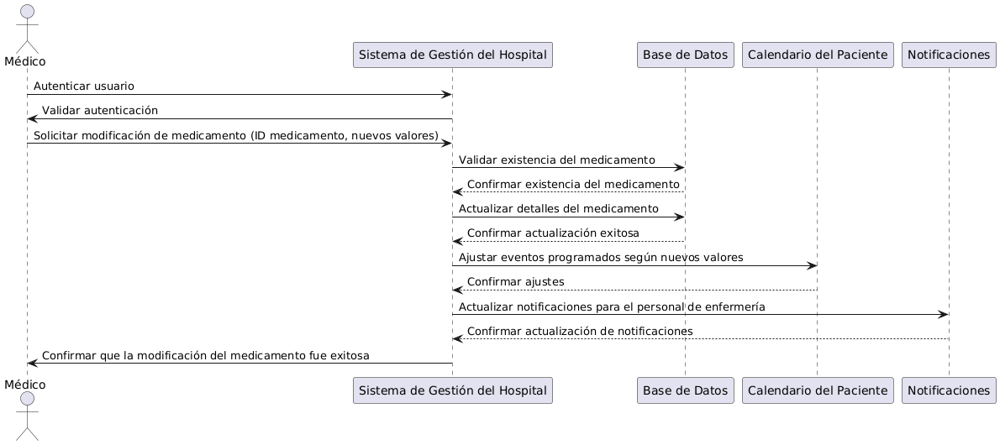 Médico
Sistema de Gestión del Hospital
Base de Datos
Calendario del Paciente
Notificaciones
Autenticar usuario
Validar autenticación
Solicitar modificación de medicamento (ID medicamento, nuevos valores)
Validar existencia del medicamento
Confirmar existencia del medicamento
Actualizar detalles del medicamento
Confirmar actualización exitosa
Ajustar eventos programados según nuevos valores
Confirmar ajustes
Actualizar notificaciones para el personal de enfermería
Confirmar actualización de notificaciones
Confirmar que la modificación del medicamento fue exitosa
Médico
Sistema de Gestión del Hospital
Base de Datos
Calendario del Paciente
Notificaciones